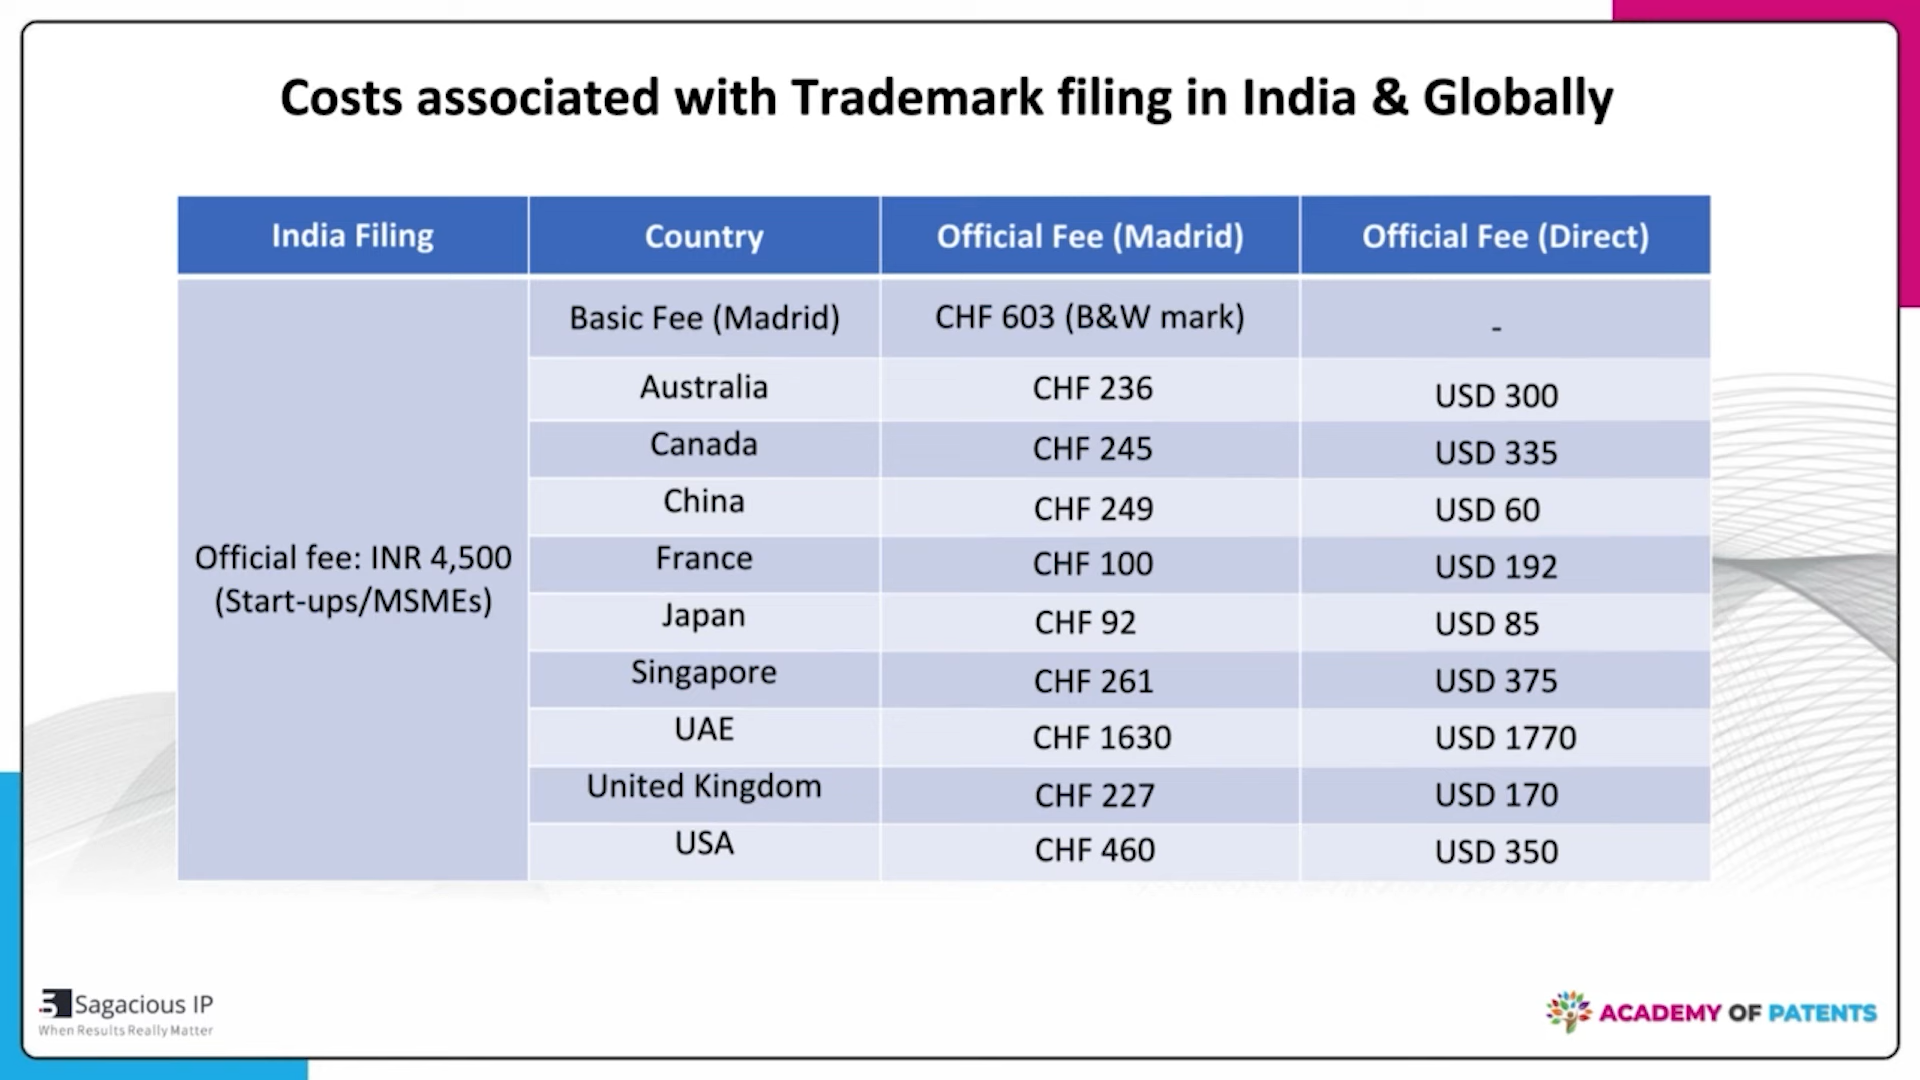 Costs associated with Trademark filing in India & Globally
India Filing Country Official Fee (Madrid) Official Fee (Direct)
Official fee: INR 4,500
(Start-ups/MSMEs)
Basic Fee (Madrid) CHF 603 (B&W mark) -
Australia CHF 236 USD 300
Canada CHF 245 USD 335
China CHF 249 USD 60
France CHF 100 USD 192
Japan CHF 92 USD 85
Singapore CHF 261 USD 375
UAE CHF 1630 USD 1770
United Kingdom CHF 227 USD 170
USA CHF 460 USD 350
Sagacious IP
When Results Really Matter
ACADEMY OF PATENTS